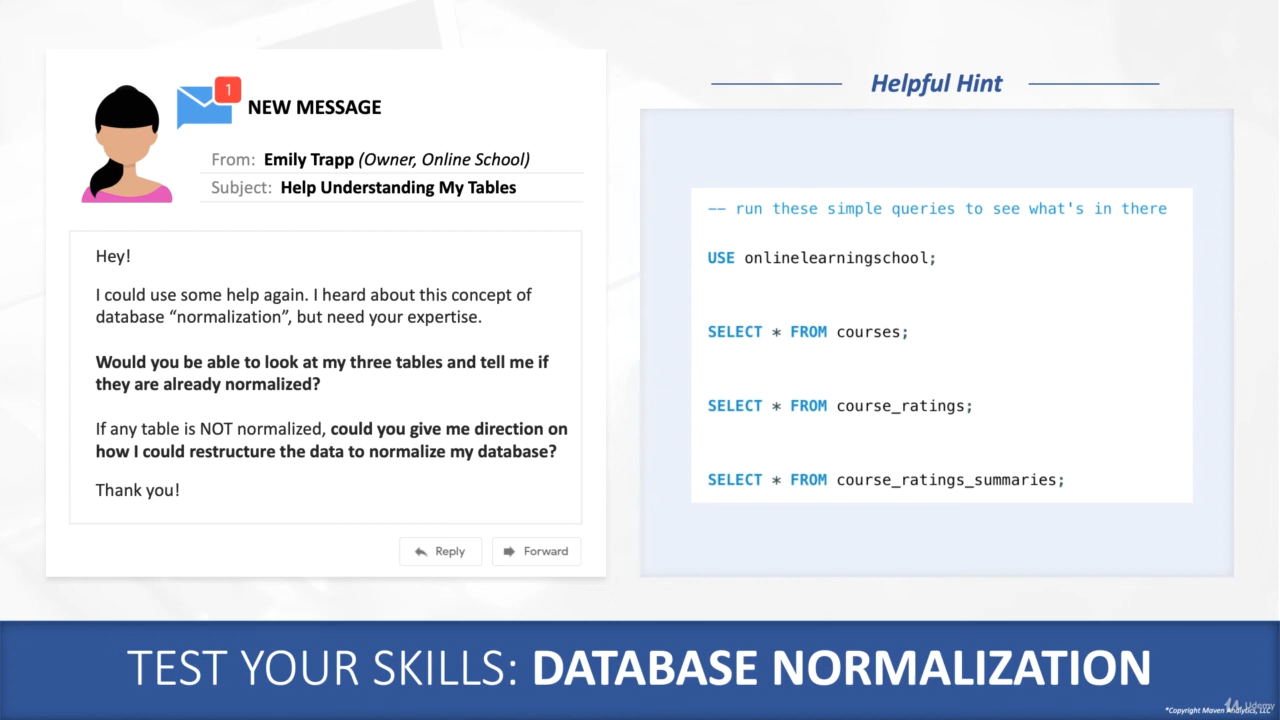 1
NEW MESSAGE
From: Emily Trapp (Owner, Online School)
Subject: Help Understanding My Tables
Hey!
I could use some help again. I heard about this concept of
database “normalization”, but need your expertise.
Would you be able to look at my three tables and tell me if
they are already normalized?
If any table is NOT normalized, could you give me direction on
how I could restructure the data to normalize my database?
Thank you!
Reply
Forward
Helpful Hint
-- run these simple queries to see what's in there
USE onlinelearningschool;
SELECT * FROM courses;
SELECT * FROM course_ratings;
SELECT * FROM course_ratings_summaries;
TEST YOUR SKILLS: DATABASE NORMALIZATION
*Copyright Maven Analytics, LLC
Udemy